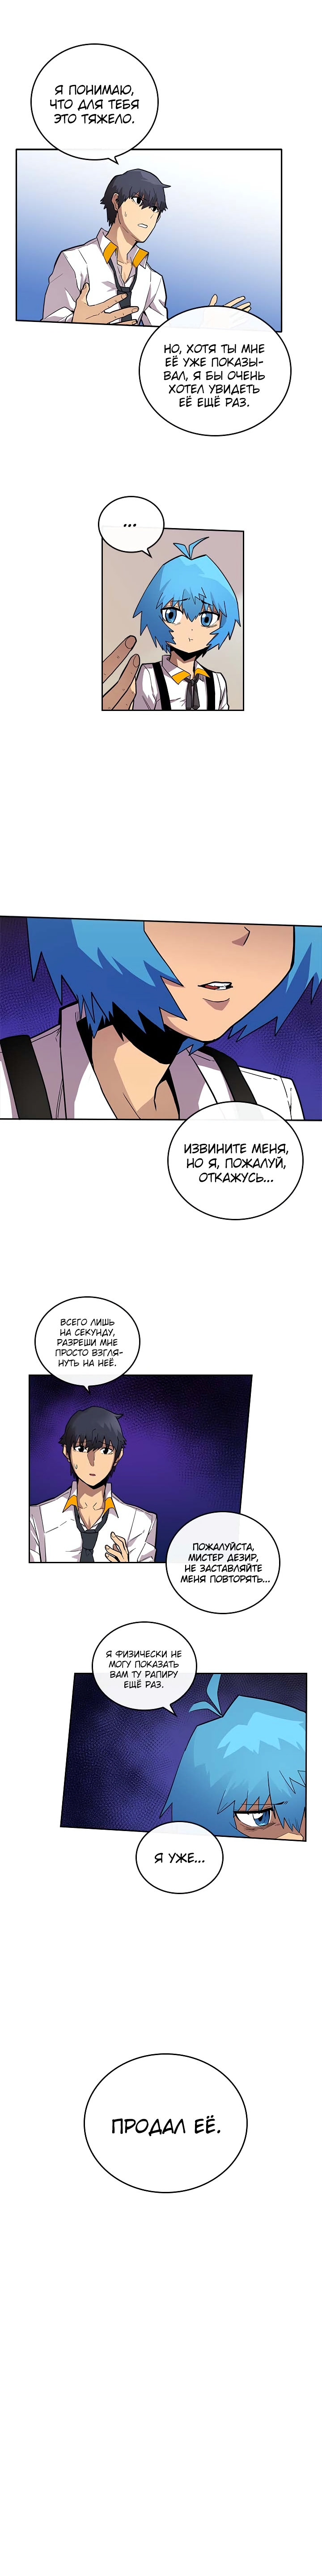 Я ПОНИМАЮ,
ЧТО ДЛЯ ТЕБЯ
ЭТО ТЯЖЕЛО.
НО, ХОТЯ ТЫ МНЕ
ЕЁ УЖЕ ПОКАЗЫ-
ВАЛ, Я БЫ ОЧЕНЬ
ХОТЕЛ УВИДЕТЬ
ЕЁ ЕЩЁ РАЗ.
...
ИЗВИНИТЕ МЕНЯ,
НО Я, ПОЖАЛУЙ,
ОТКАЖУСЬ...
ВСЕГО ЛИШЬ
НА СЕКУНДУ,
РАЗРЕШИ МНЕ
ПРОСТО ВЗГЛЯ-
НУТЬ НА НЕЁ.
ПОЖАЛУЙСТА,
МИСТЕР ДЕЗИР,
НЕ ЗАСТАВЛЯЙТЕ
МЕНЯ ПОВТОРЯТЬ...
Я ФИЗИЧЕСКИ НЕ
МОГУ ПОКАЗАТЬ
ВАМ ТУ РАПИРУ
ЕЩЁ РАЗ.
Я УЖЕ...
ПРОДАЛ ЕЁ.